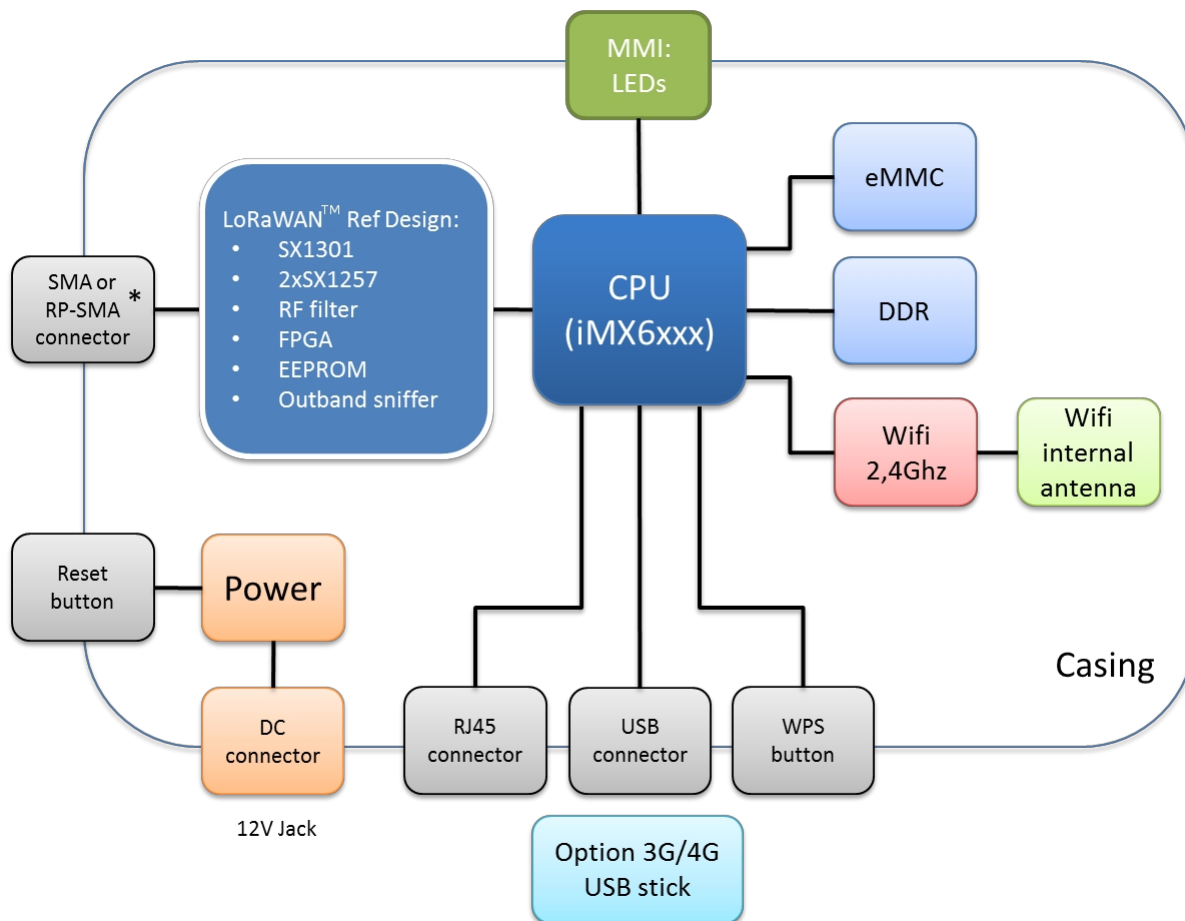 MMI:
LEDs
eMMC
LoRaWAN™ Ref Design:
• SX1301
• 2xSX1257
• RF filter
• FPGA
• EEPROM
• Outband sniffer
SMA or
RP-SMA *
connector
CPU
(iMX6xxx)
DDR
Wifi
2,4Ghz
Wifi
internal
antenna
Reset
button
Power
Casing
DC
connector
RJ45
connector
USB
connector
WPS
button
12V Jack
Option 3G/4G
USB stick